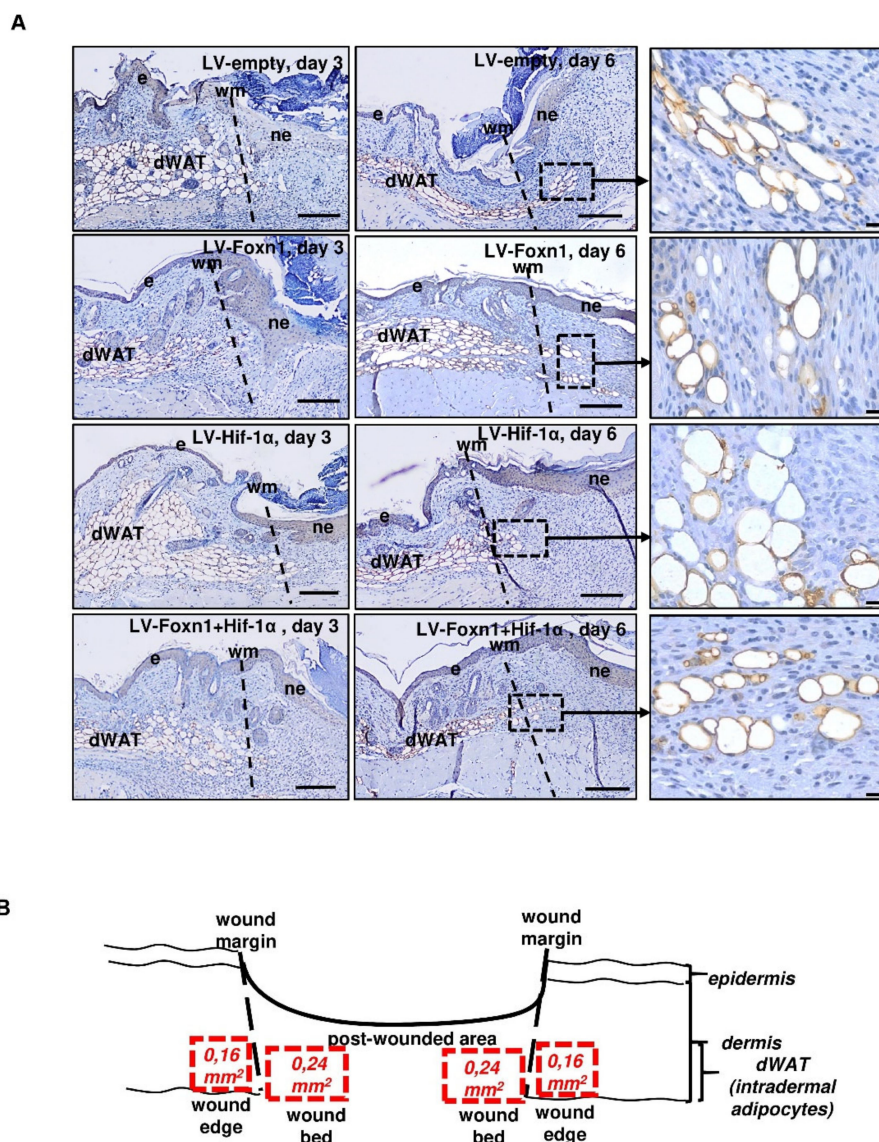 A
LV-empty, day 3
e
wm
ne
dWAT
LV-empty, day 6
e
wm
ne
dWAT
LV-Foxn1, day 3
wm
e
ne
dWAT
LV-Foxn1, day 6
wm
e
ne
dWAT
LV-Hif-1α, day 3
e
wm
ne
dWAT
LV-Hif-1α, day 6
wm
ne
e
dWAT
LV-Foxn1+Hif-1α , day 3
wm
e
ne
dWAT
LV-Foxn1+Hif-1α , day 6
wm
e
ne
dWAT
B
wound
margin
wound
margin
epidermis
post-wounded area
dermis
dWAT
(intradermal
adipocytes)
0,16
mm²
0,24
mm²
0,24
mm²
0,16
mm²
wound
edge
wound
bed
wound
bed
wound
edge